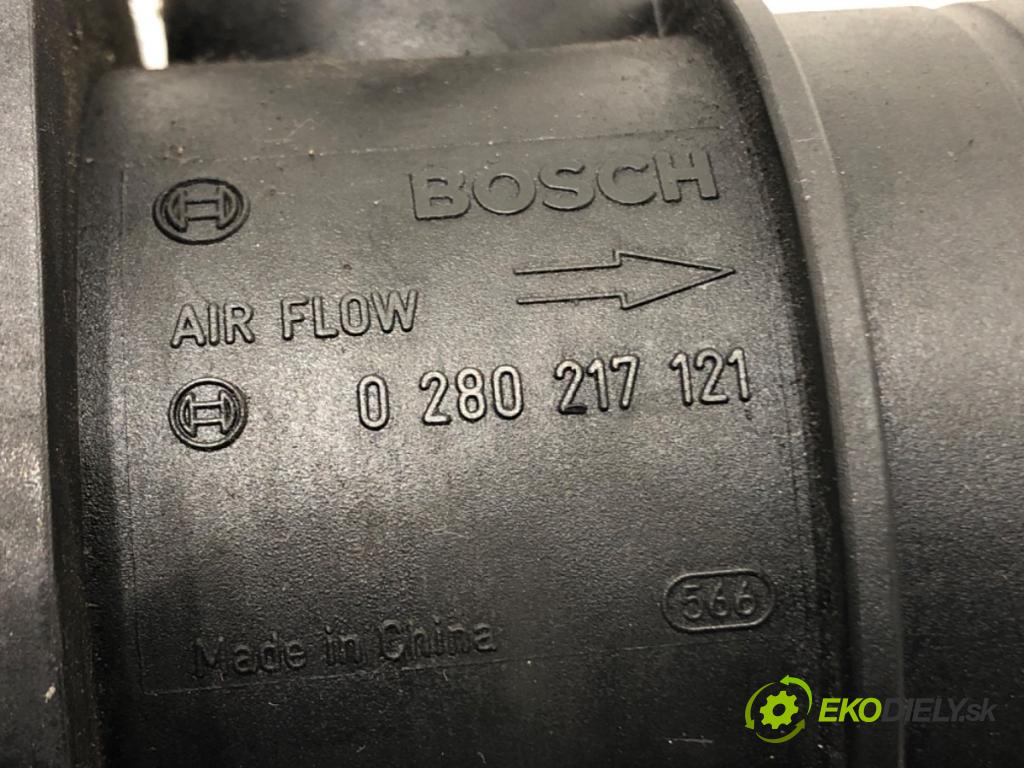 BOSCH
AIR FLOW
0 280 217 121
566
Made in China
EKODIELY.sk